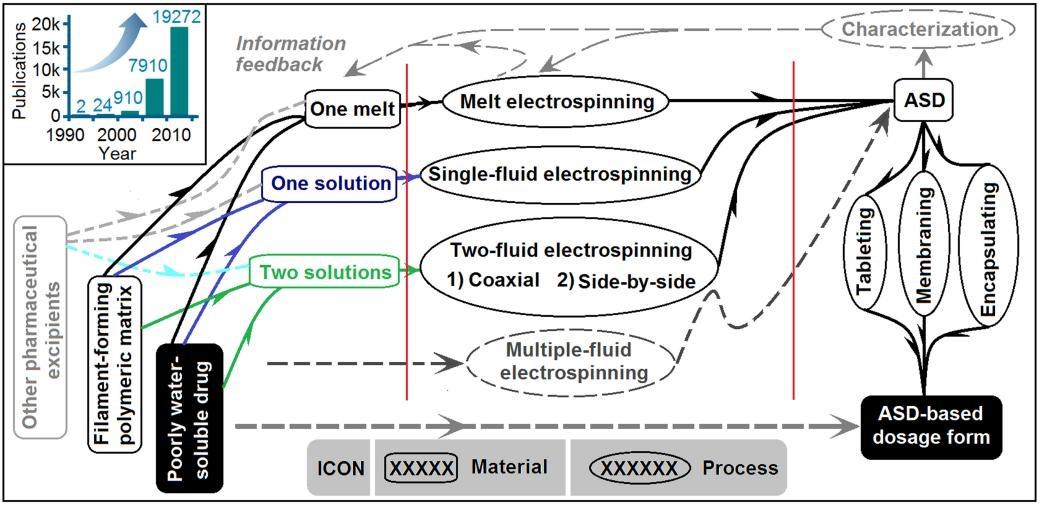 Publications
20k
15k
10k
5k
0
2
24
910
7910
19272
1990
2000
2010
Year
Information
feedback
Characterization
One melt
Melt electrospinning
ASD
One solution
Single-fluid electrospinning
Two solutions
Two-fluid electrospinning
1) Coaxial 2) Side-by-side
Multiple-fluid
electrospinning
Other pharmaceutical
excipients
Filament-forming
polymeric matrix
Poorly water-
soluble drug
Tableting
Membraning
Encapsulating
ASD-based
dosage form
ICON
XXXXX Material
XXXXXX Process